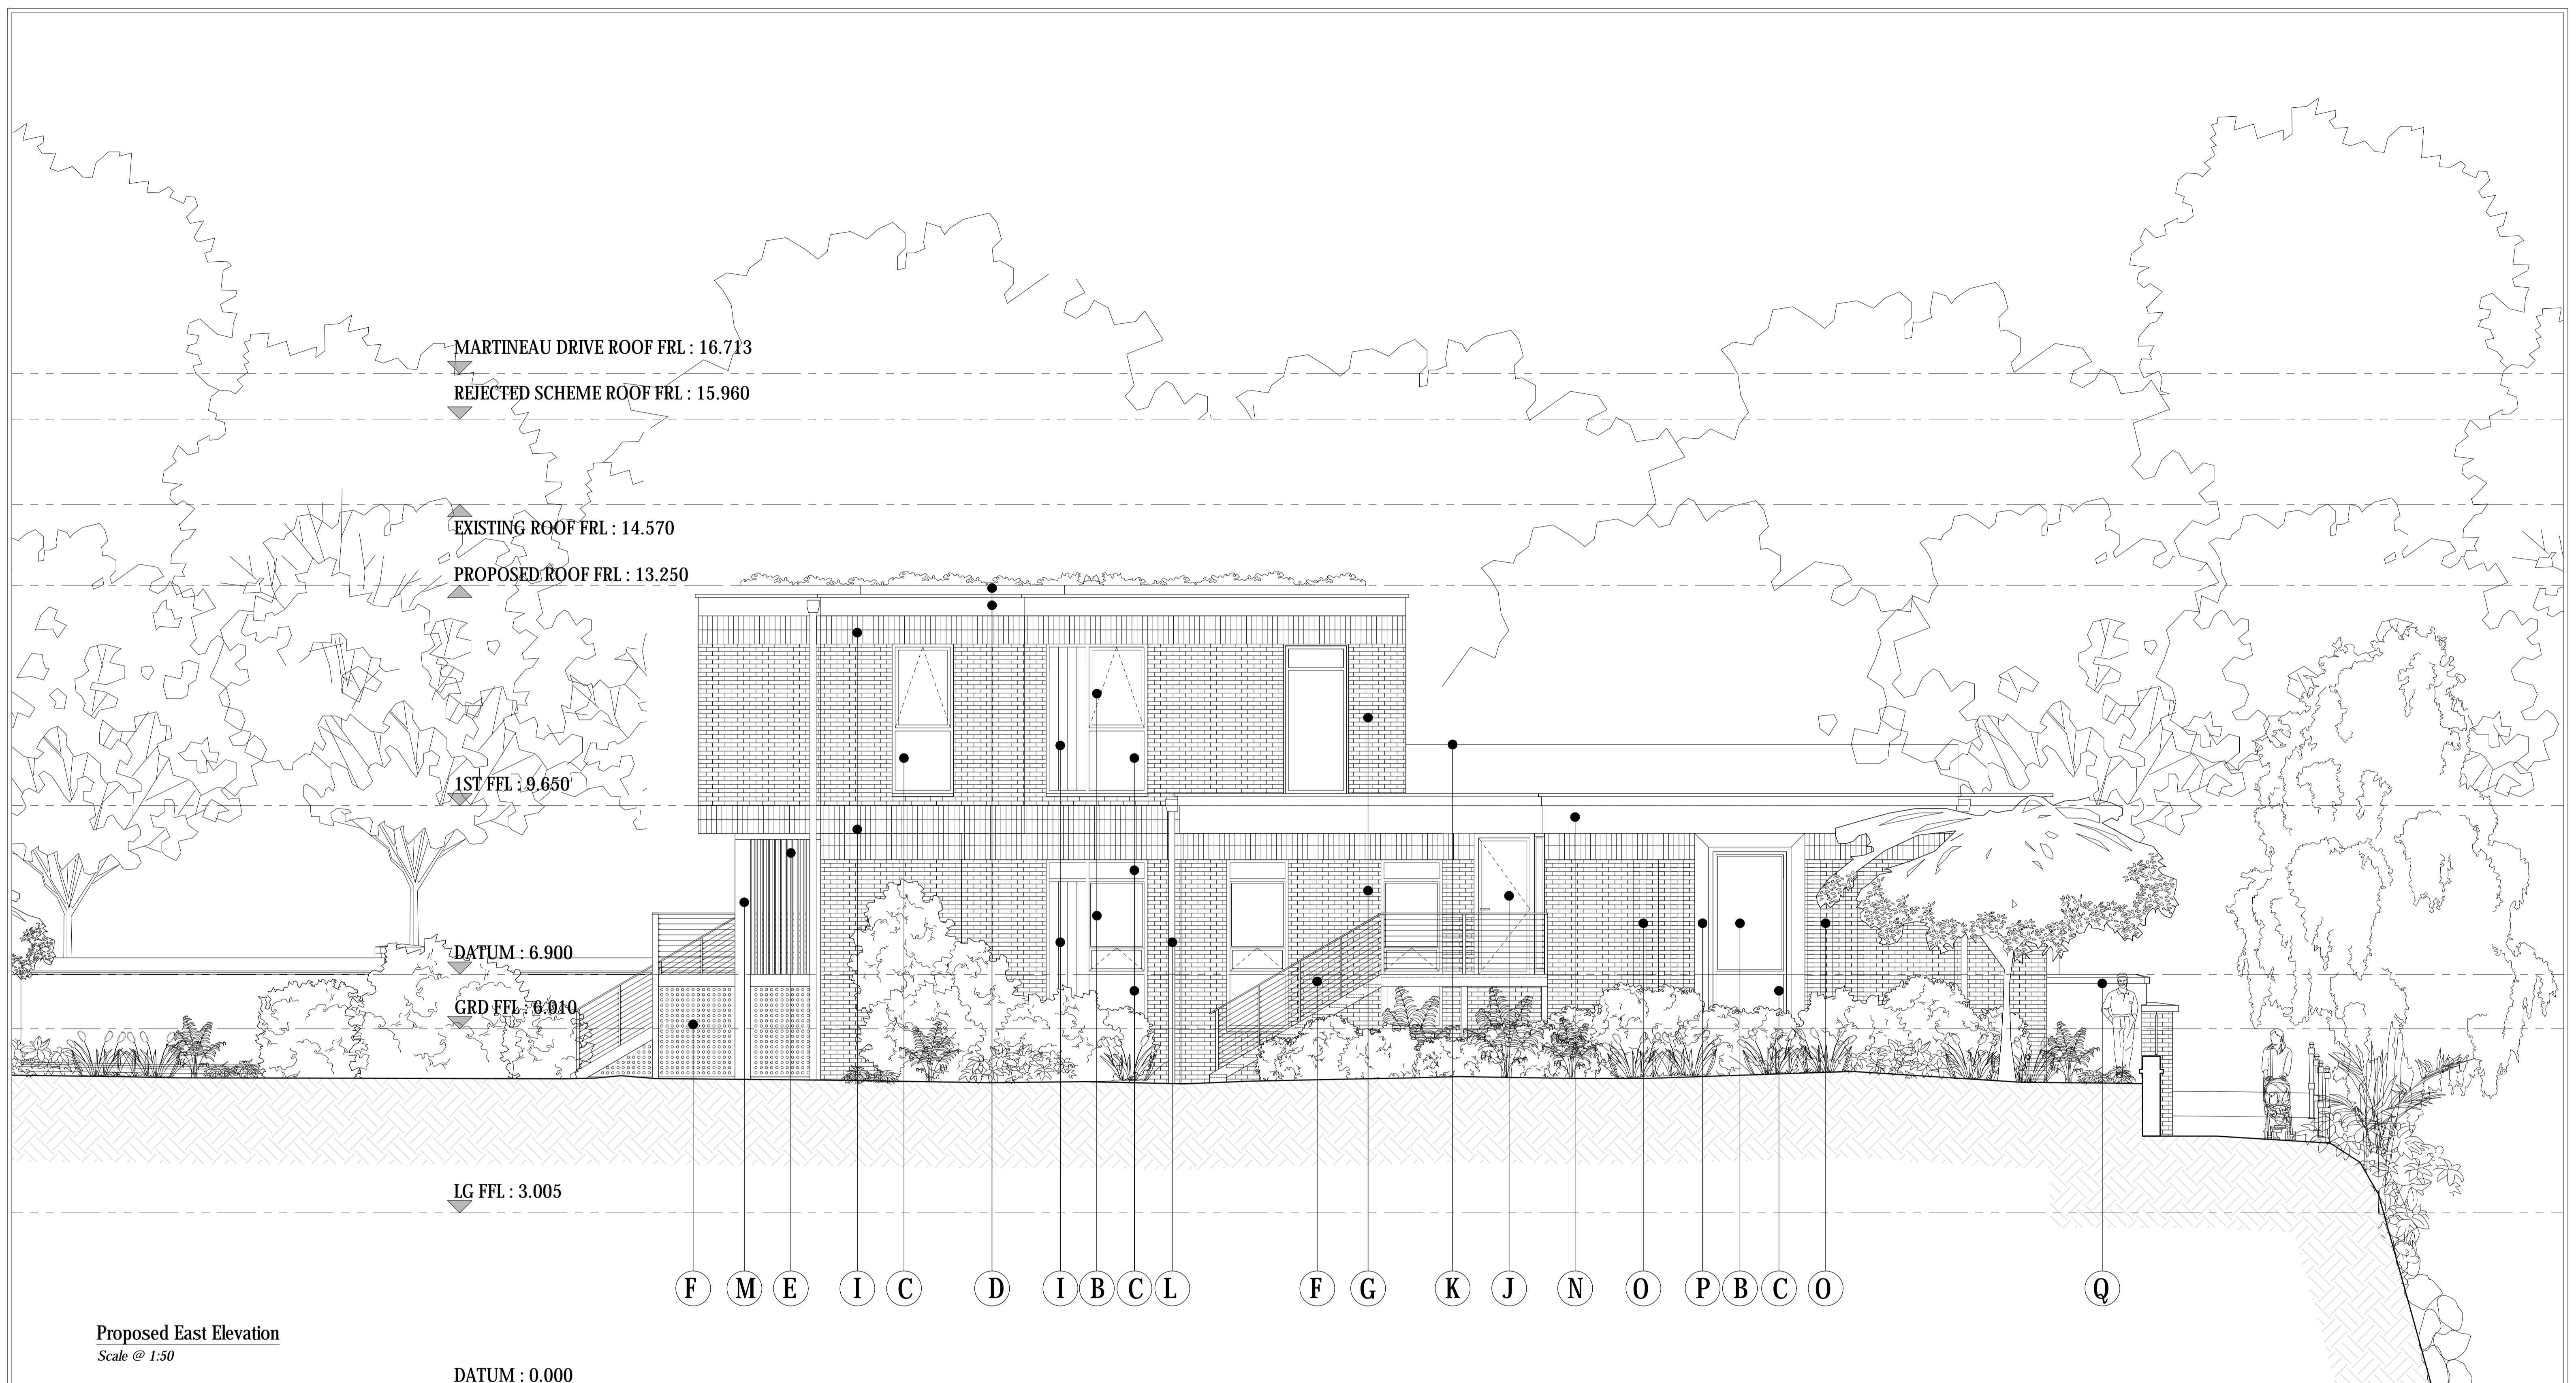 MARTINEAU DRIVE ROOF FRL : 16.713
REJECTED SCHEME ROOF FRL : 15.960
EXISTING ROOF FRL : 14.570
PROPOSED ROOF FRL : 13.250
1ST FFL : 9.650
DATUM : 6.900
GRD FFL : 6.010
LG FFL : 3.005
F M E I C D I B C L F G K J N O P B C O Q
Proposed East Elevation
Scale @ 1:50
DATUM : 0.000